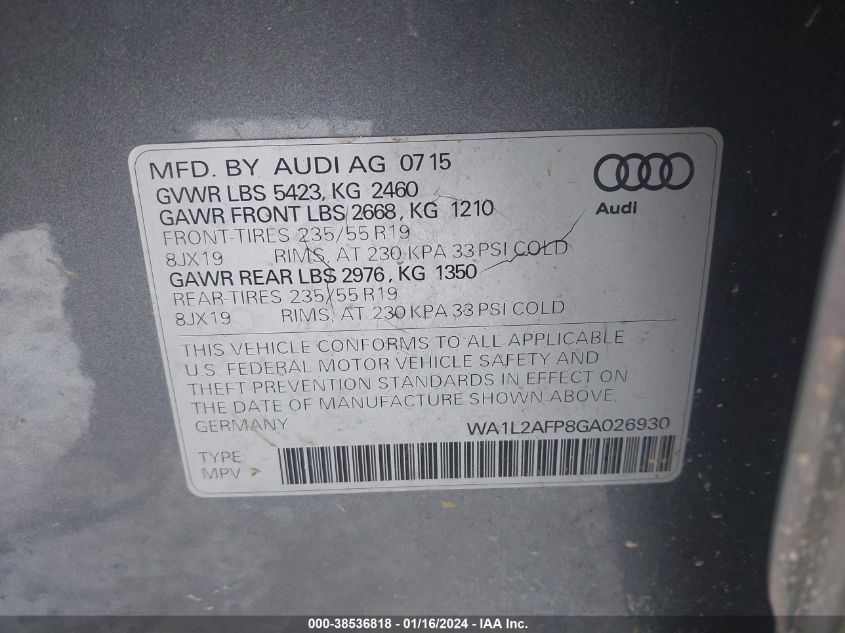 MFD. BY AUDI AG 07 15
GVWR LBS 5423, KG 2460
GAWR FRONT LBS 2668, KG 1210
FRONT-TIRES 235/55 R19
8JX19 RIMS, AT 230 KPA 33 PSI COLD
GAWR REAR LBS 2976, KG 1350
REAR-TIRES 235/55 R19
8JX19 RIMS, AT 230 KPA 33 PSI COLD
Audi
THIS VEHICLE CONFORMS TO ALL APPLICABLE
U.S. FEDERAL MOTOR VEHICLE SAFETY AND
THEFT PREVENTION STANDARDS IN EFFECT ON
THE DATE OF MANUFACTURE SHOWN ABOVE.
GERMANY WA1L2AFP8GA026930
TYPE
MPV
000-38536818 - 01/16/2024 - WA1 - INC.